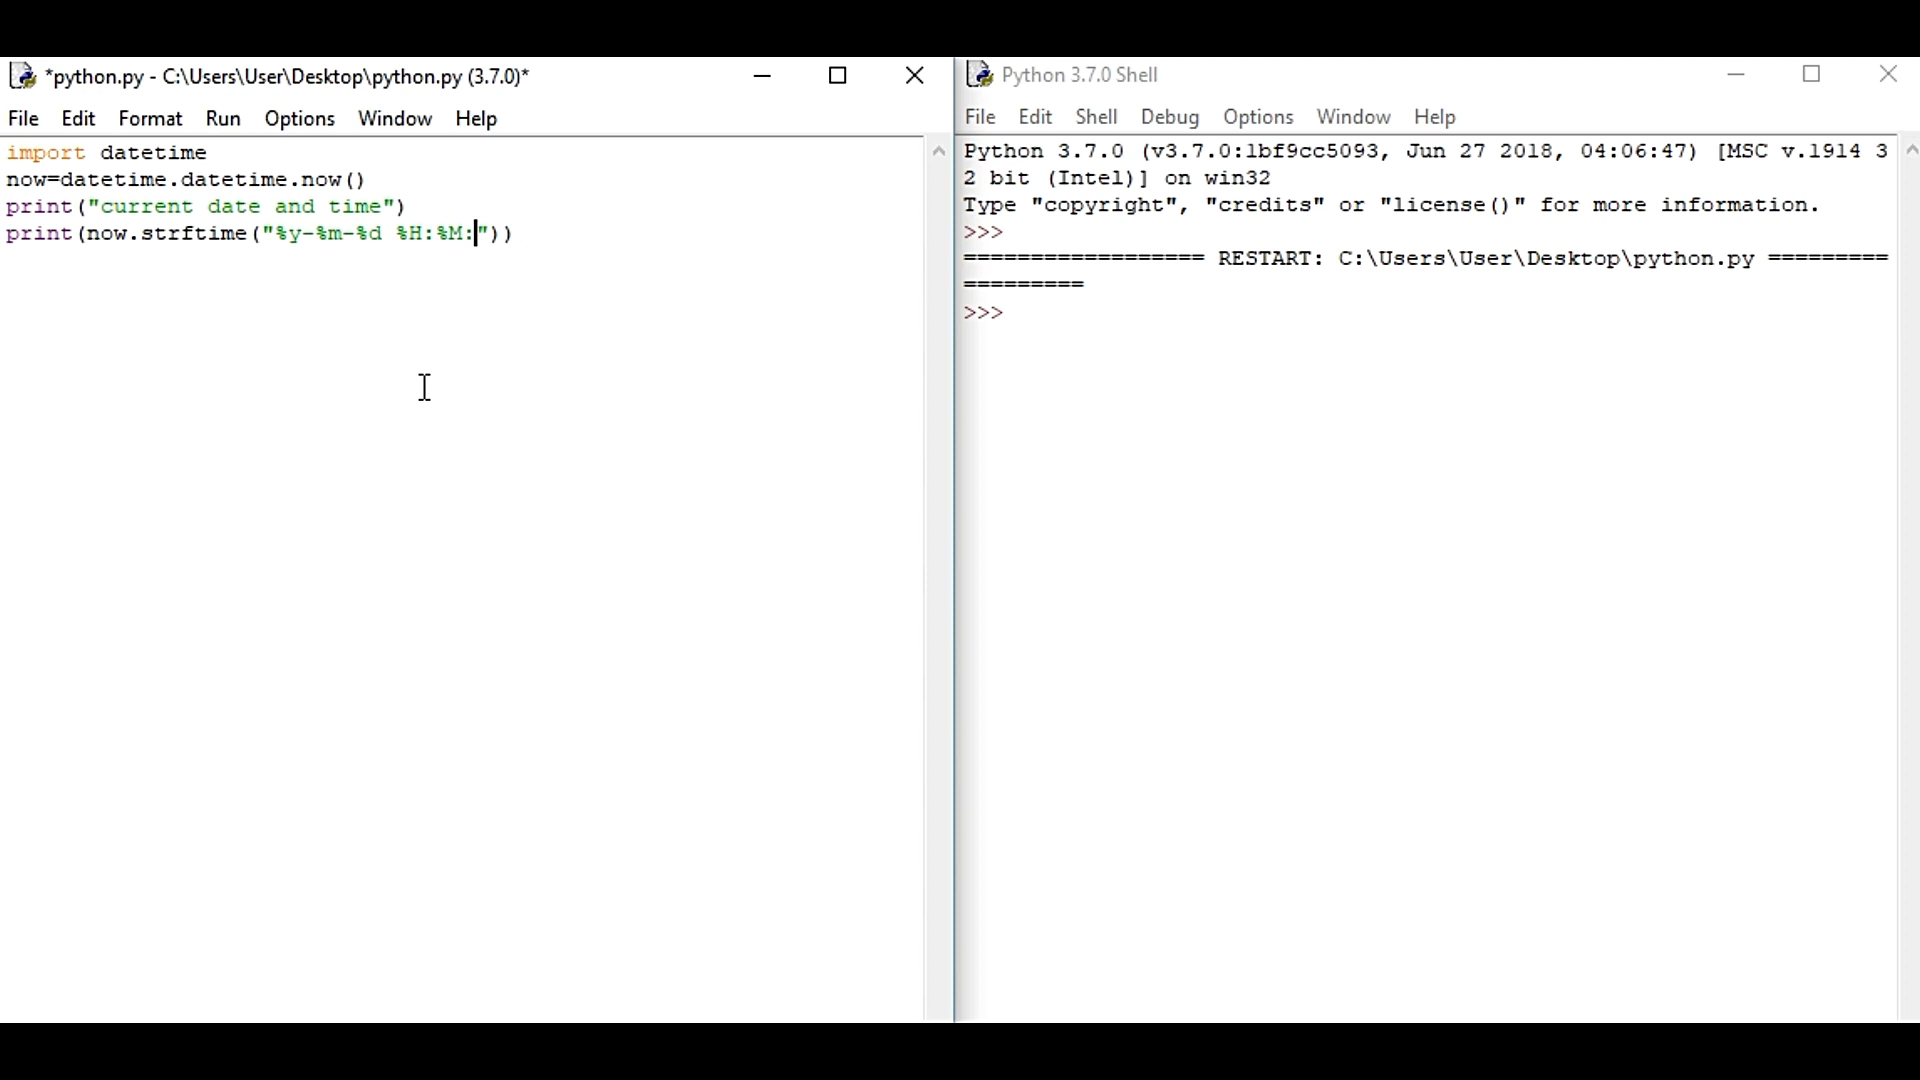 *python.py - C:\Users\User\Desktop\python.py (3.7.0)*
File Edit Format Run Options Window Help
import datetime
now=datetime.datetime.now()
print("current date and time")
print(now.strftime("%y-%m-%d %H:%M:"))
Python 3.7.0 Shell
File Edit Shell Debug Options Window Help
Python 3.7.0 (v3.7.0:1bf9cc5093, Jun 27 2018, 04:06:47) [MSC v.1914 3
2 bit (Intel)] on win32
Type "copyright", "credits" or "license()" for more information.
>>>
================== RESTART: C:\Users\User\Desktop\python.py =========
=========
>>>